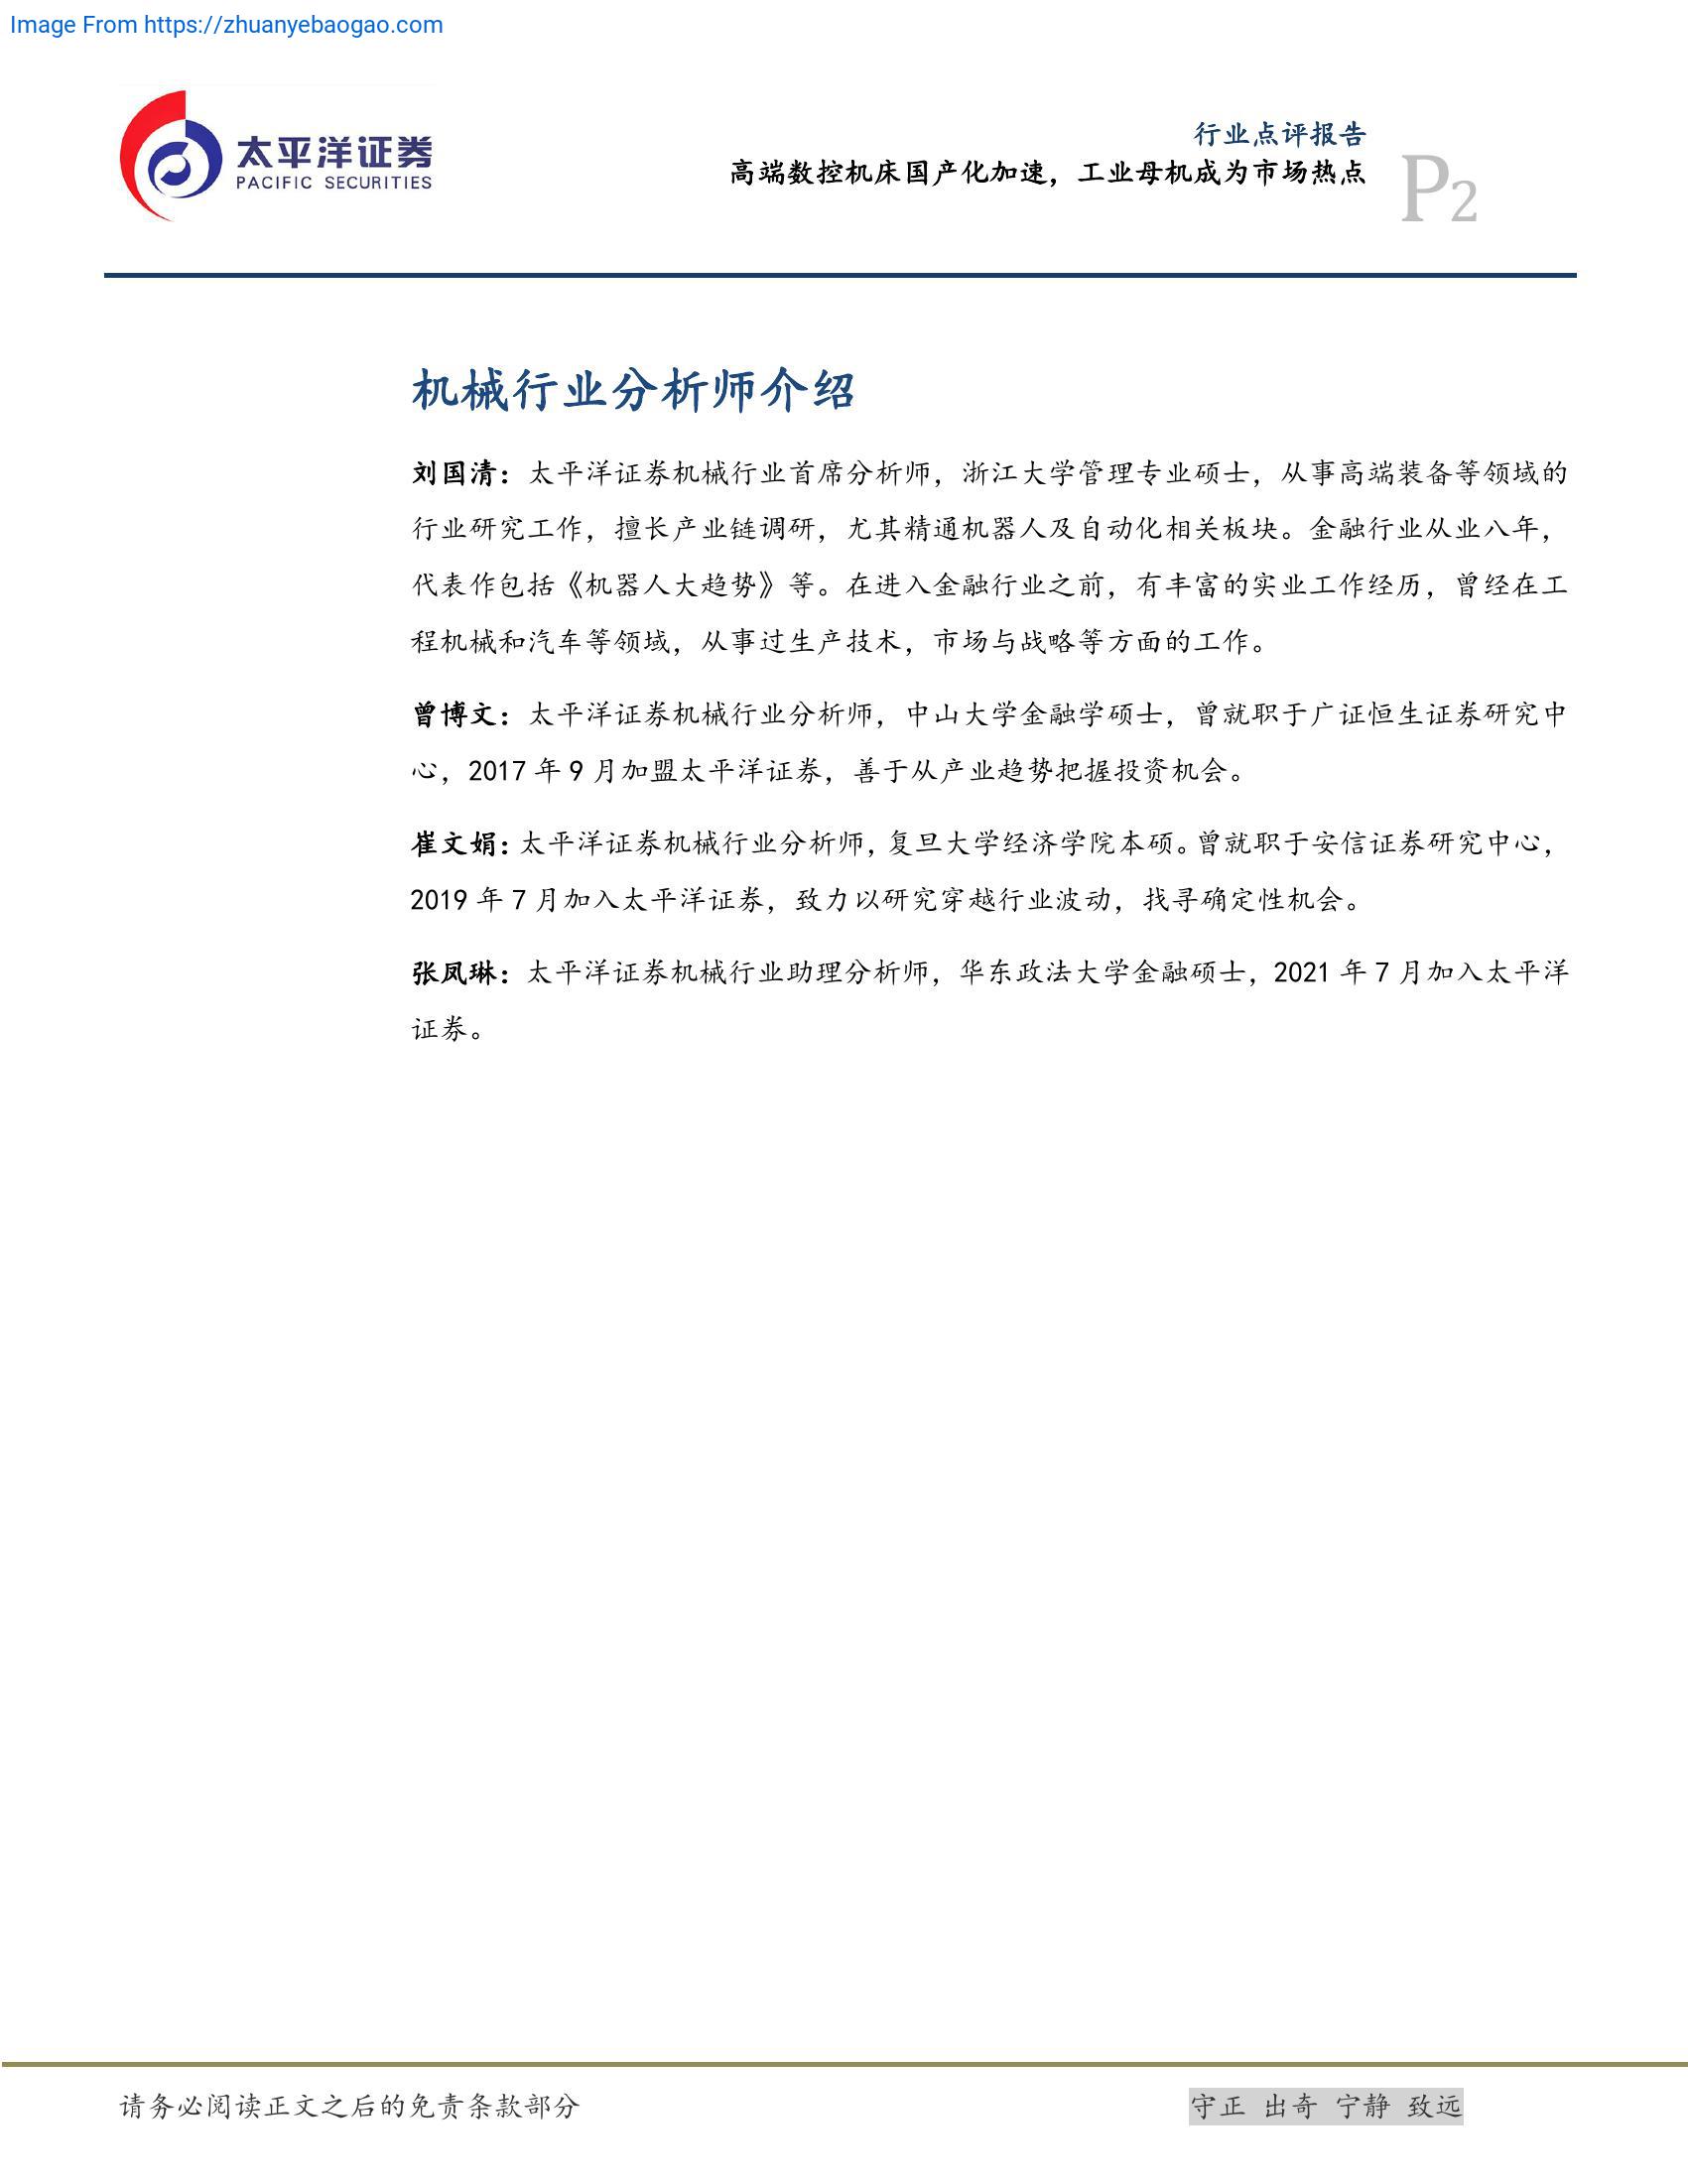 Image From https://zhuanyebaogao.com
太平洋证券
PACIFIC SECURITIES
行业点评报告
高端数控机床国产化加速，工业母机成为市场热点
P2
机械行业分析师介绍
刘国清：太平洋证券机械行业首席分析师，浙江大学管理专业硕士，从事高端装备等领域的
行业研究工作，擅长产业链调研，尤其精通机器人及自动化相关板块。金融行业从业八年，
代表作包括《机器人大趋势》等。在进入金融行业之前，有丰富的实业工作经历，曾经在工
程机械和汽车等领域，从事过生产技术，市场与战略等方面的工作。
曾博文：太平洋证券机械行业分析师，中山大学金融学硕士，曾就职于广证恒生证券研究中
心，2017 年 9 月加盟太平洋证券，善于从产业趋势把握投资机会。
崔文娟：太平洋证券机械行业分析师，复旦大学经济学院本硕。曾就职于安信证券研究中心，
2019 年 7 月加入太平洋证券，致力以研究穿越行业波动，找寻确定性机会。
张凤琳：太平洋证券机械行业助理分析师，华东政法大学金融硕士，2021 年 7 月加入太平洋
证券。
请务必阅读正文之后的免责条款部分
守正 出奇 宁静 致远